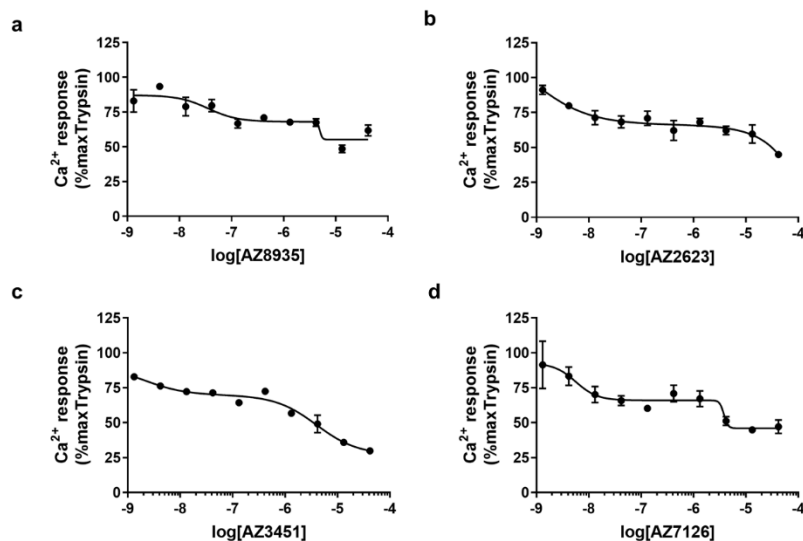 a
125
100
75
50
25
0
Ca²⁺ response
(%maxTrypsin)
-9 -8 -7 -6 -5 -4
log[AZ8935]
b
125
100
75
50
25
0
Ca²⁺ response
(%maxTrypsin)
-9 -8 -7 -6 -5 -4
log[AZ2623]
c
125
100
75
50
25
0
Ca²⁺ response
(%maxTrypsin)
-9 -8 -7 -6 -5 -4
log[AZ3451]
d
125
100
75
50
25
0
Ca²⁺ response
(%maxTrypsin)
-9 -8 -7 -6 -5 -4
log[AZ7126]